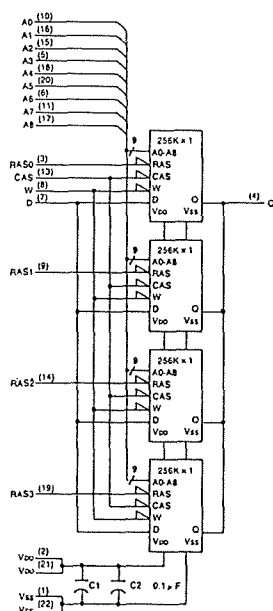 A0 (10)
A1 (16)
A2 (15)
A3 (5)
A4 (18)
A5 (20)
A6 (6)
A7 (11)
A8 (17)
9
256K x 1
A0-A8
RAS0 (3)
RAS
CAS (13)
CAS
W (8)
W
D (7)
D
Q
(4) Q
VDD
VSS
9
256K x 1
A0-A8
RAS1 (9)
RAS
CAS
W
D
Q
VDD
VSS
9
256K x 1
A0-A8
RAS2 (14)
RAS
CAS
W
D
Q
VDD
VSS
9
256K x 1
A0-A8
RAS3 (19)
RAS
CAS
W
D
Q
VDD
VSS
VDD (2)
VDD (21)
C1
C2
0.1 µF
VSS (1)
VSS (22)